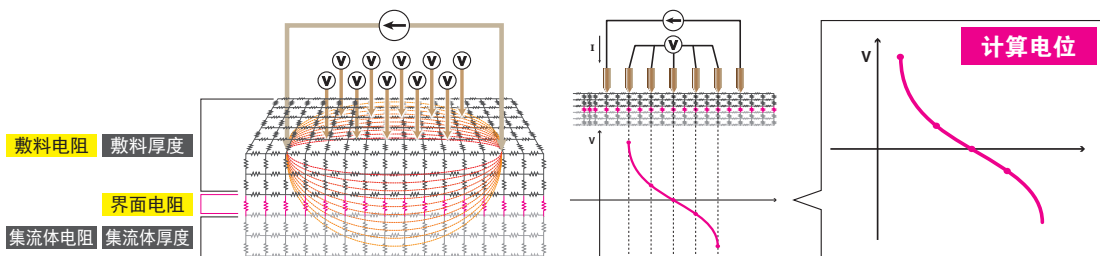 V V V V
V V V V V
敷料电阻 敷料厚度
界面电阻
集流体电阻 集流体厚度
I
V
V
计算电位
V